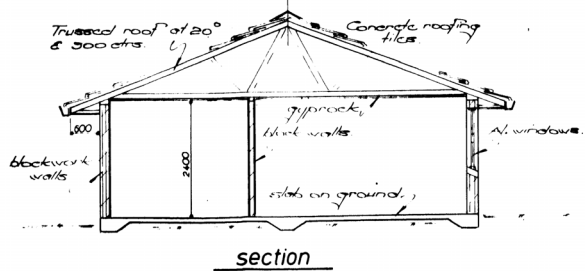 Trussed roof at 20°
& 900 ctrs.
Concrete roofing
tiles.
600
gyprock
blockwork
walls
2400
block walls.
Al. windows.
slab on ground.
section